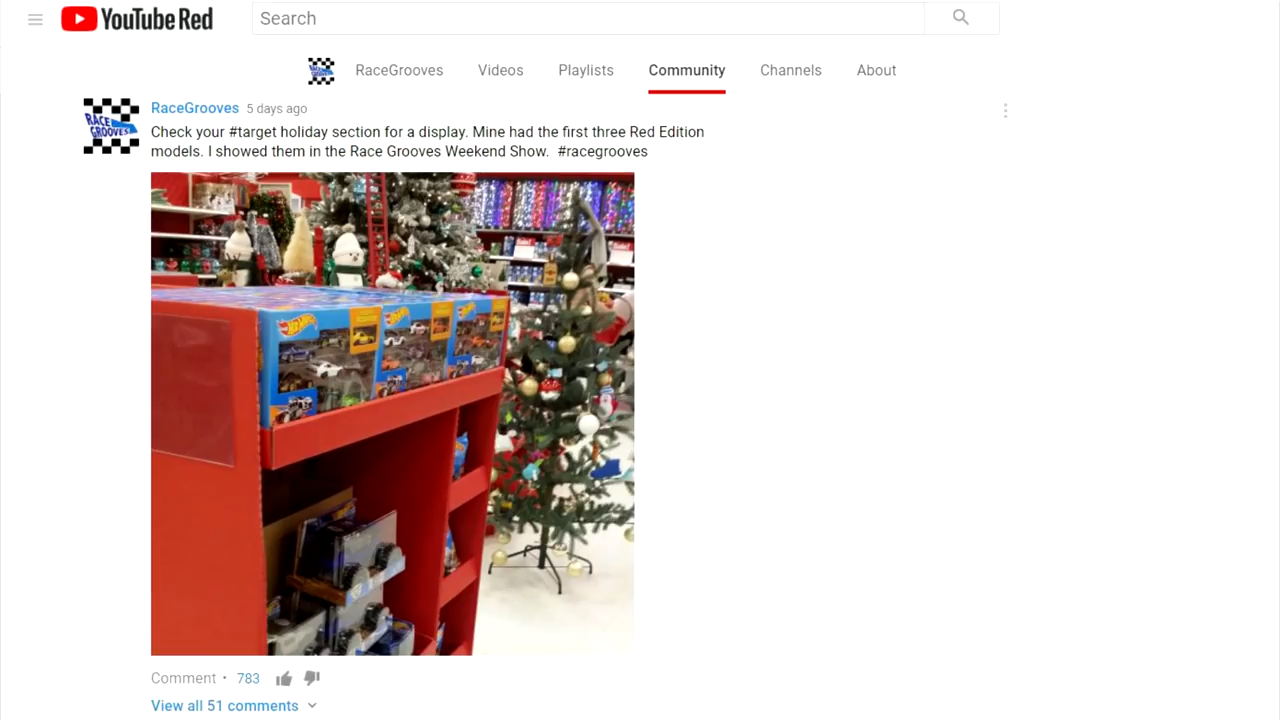 YouTube Red
Search
RaceGrooves Videos Playlists Community Channels About
RACE
GROOVES
RaceGrooves 5 days ago
Check your #target holiday section for a display. Mine had the first three Red Edition
models. I showed them in the Race Grooves Weekend Show. #racegrooves
Comment • 783
View all 51 comments